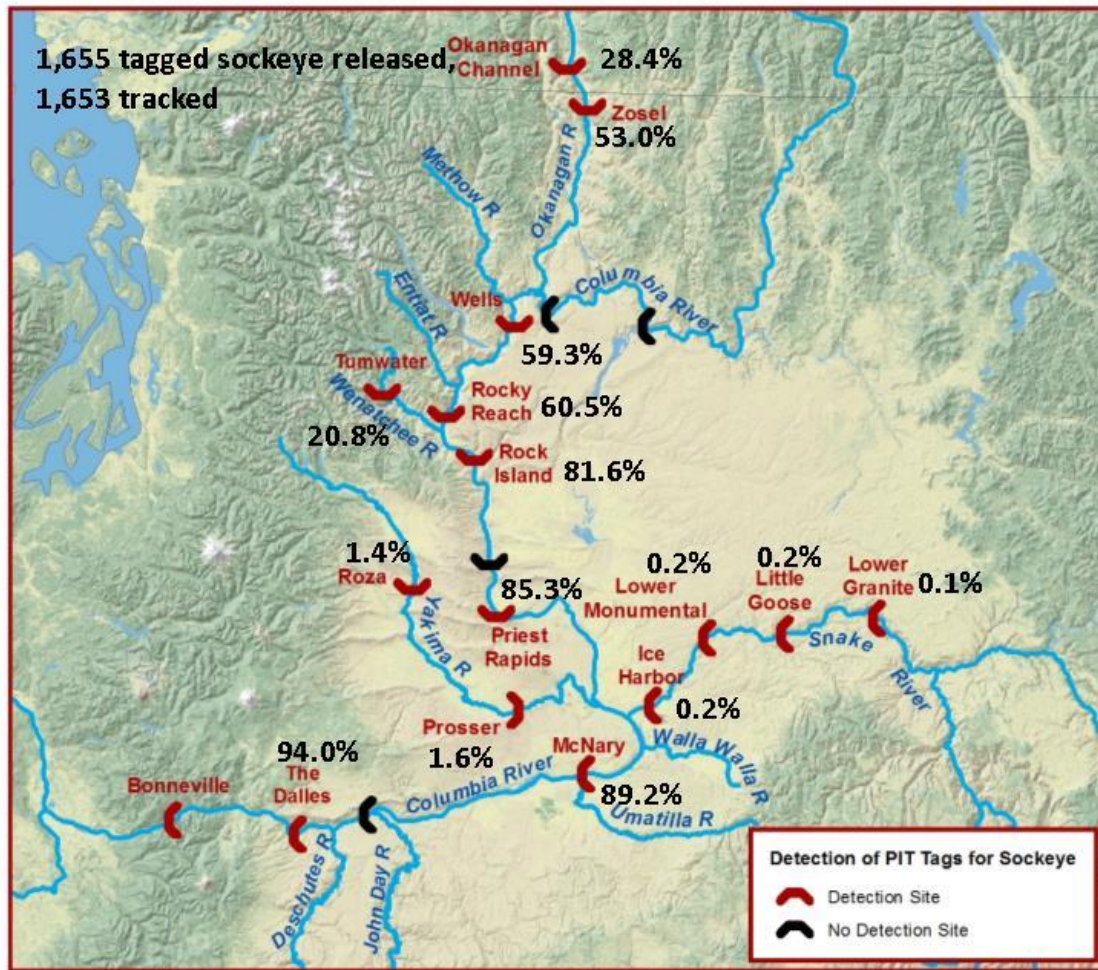 1,655 tagged sockeye released,
1,653 tracked
Okanagan
Channel
28.4%
Zosel
53.0%
Okanagan R
Methow R
Columbia River
Entiat R
Wells
59.3%
Tumwater
Wenatchee R
20.8%
Rocky
Reach
60.5%
Rock
Island
81.6%
1.4%
Roza
Yakima R
85.3%
Priest
Rapids
0.2%
Lower
Monumental
0.2%
Little
Goose
Lower
Granite
0.1%
Snake
River
Ice
Harbor
0.2%
Prosser
1.6%
McNary
89.2%
Walla Walla R
Umatilla R
Columbia River
94.0%
The
Dalles
Bonneville
Deschutes R
John Day R
Detection of PIT Tags for Sockeye
Detection Site
No Detection Site